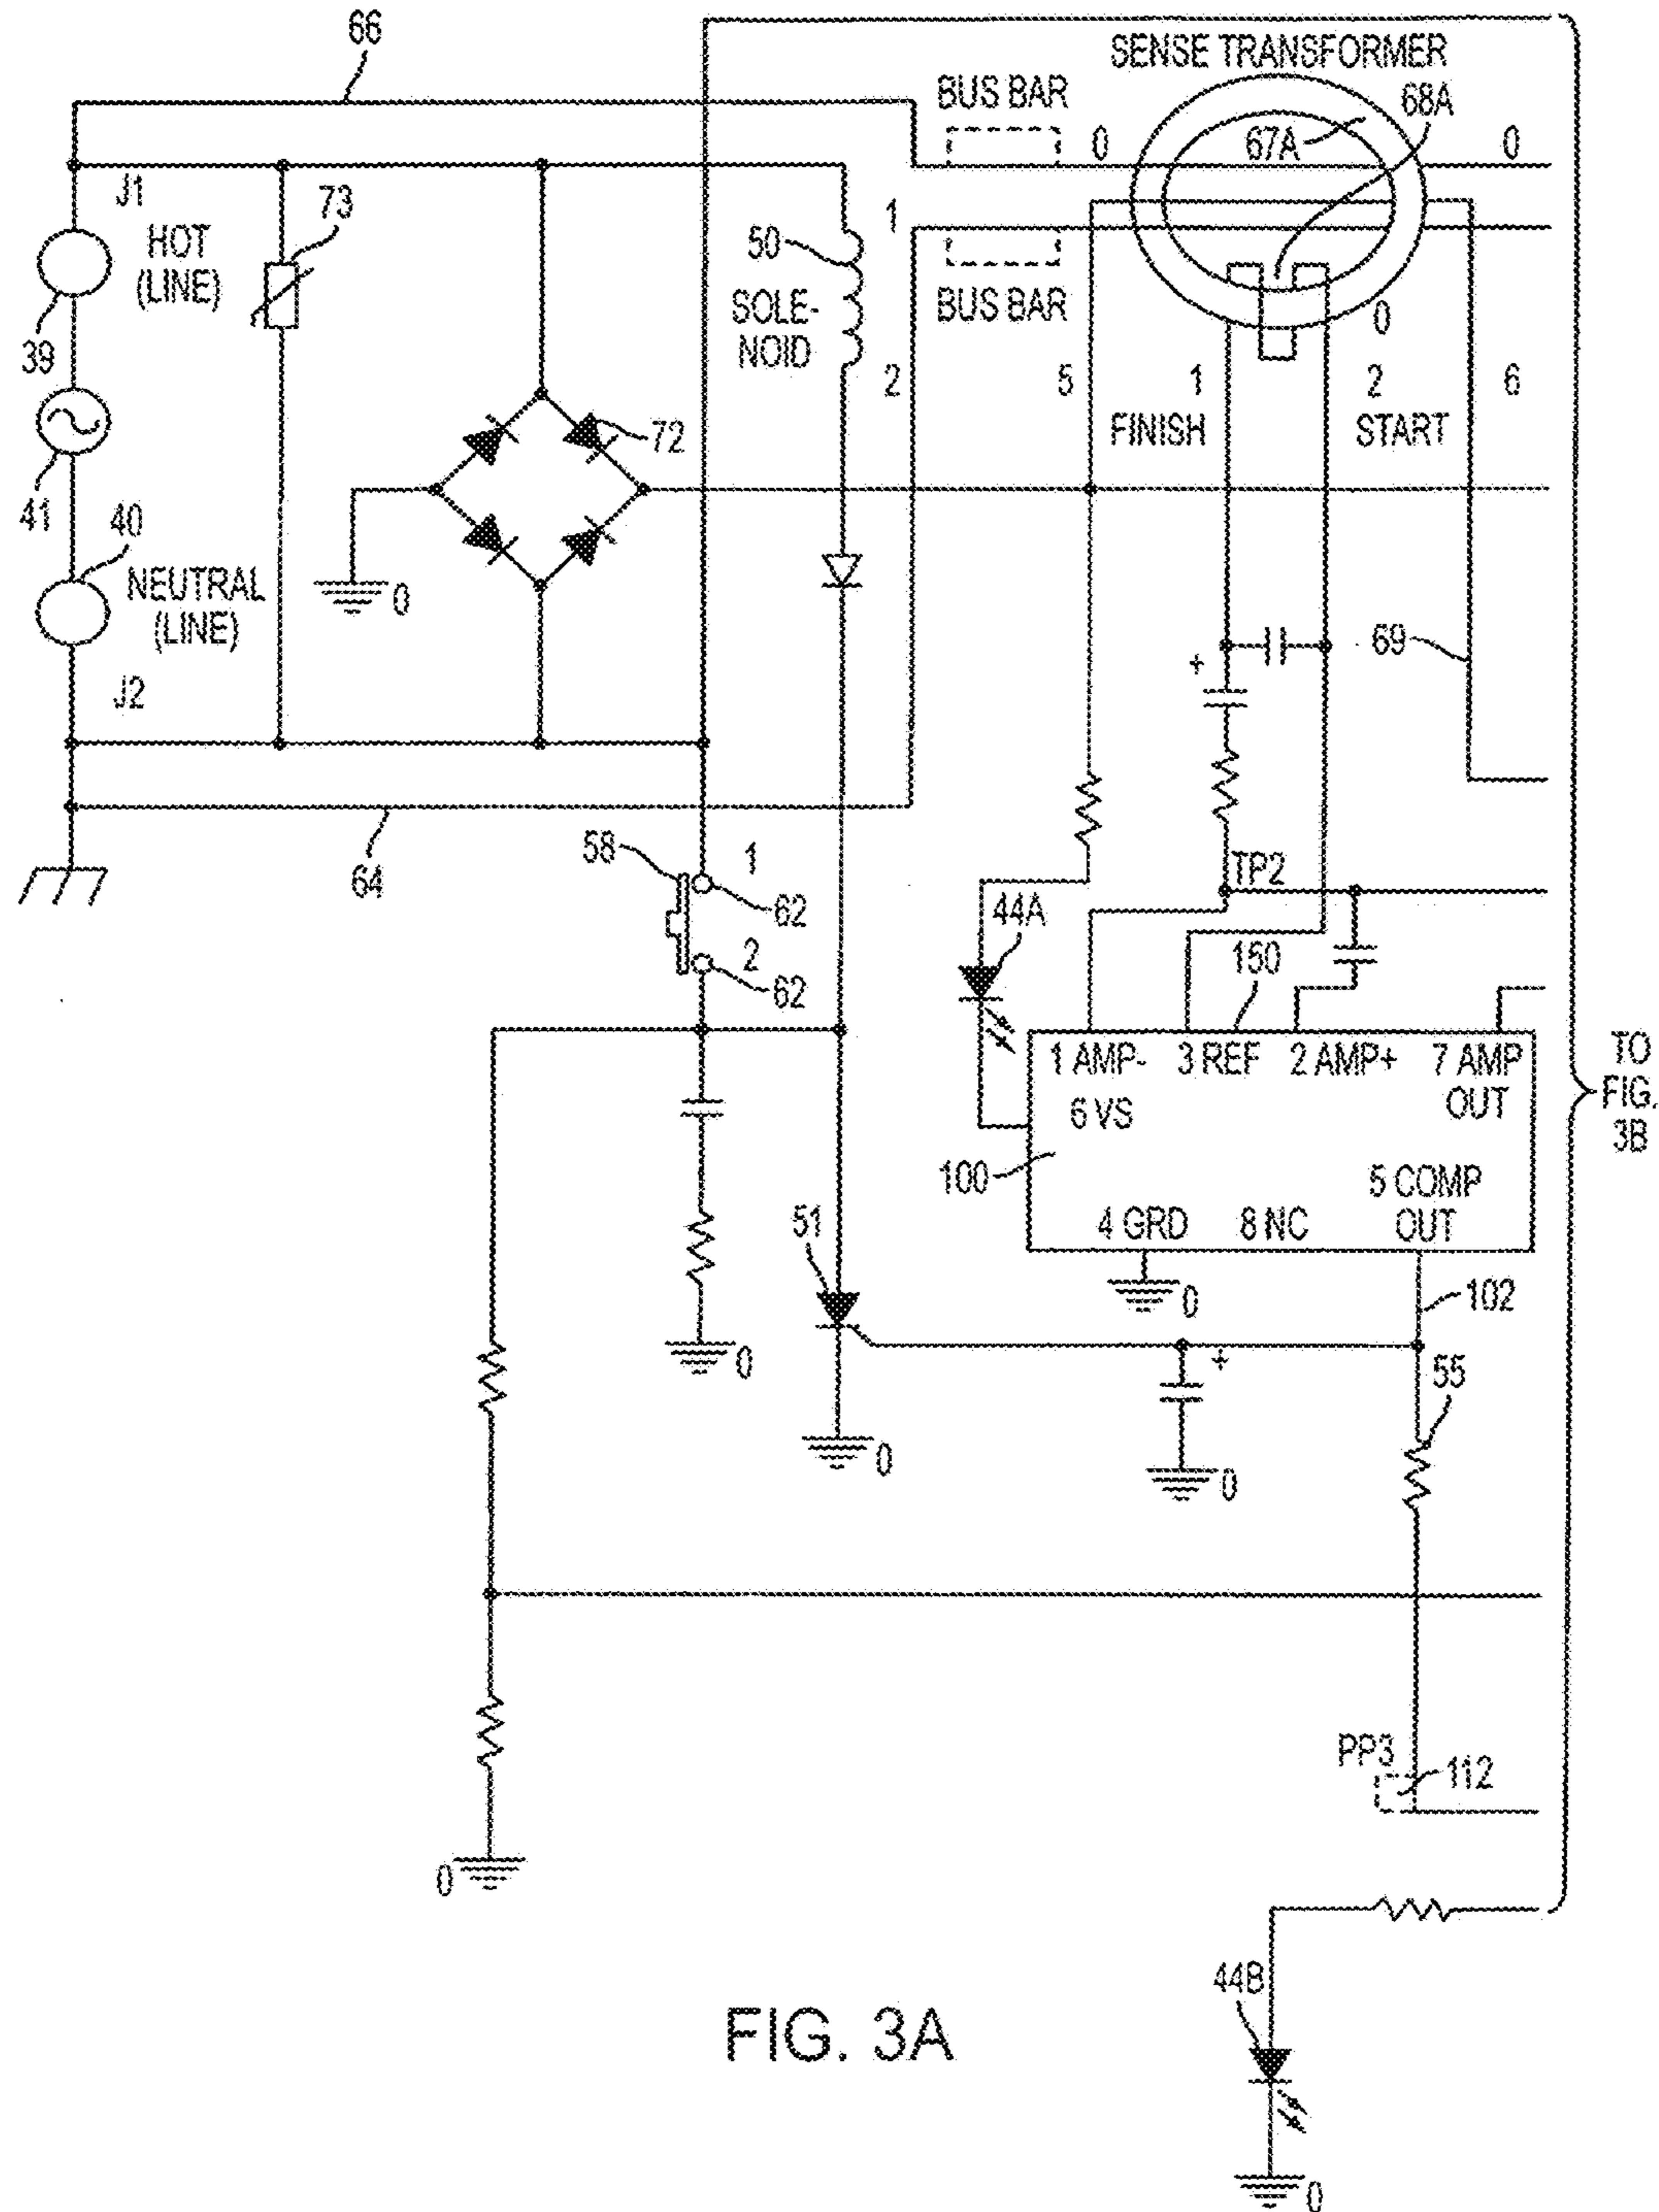 66
SENSE TRANSFORMER
BUS BAR
68A
67A
0
0
J1
73
HOT
(LINE)
1
50
SOLE-
NOID
BUS BAR
0
39
2
5
1
2
6
FINISH
START
72
41
40
NEUTRAL
(LINE)
0
69
+
J2
58
1
64
62
TP2
44A
2
62
160
1 AMP-
3 REF
2 AMP+
7 AMP
OUT
6 VS
TO
FIG.
3B
100
5 COMP
OUT
4 GRD
8 NC
51
0
102
0
+
55
0
0
PP3
112
0
44B
FIG. 3A
0